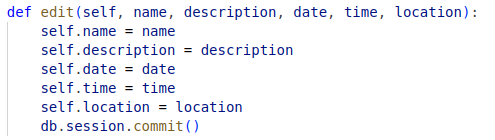 def edit(self, name, description, date, time, location):
    self.name = name
    self.description = description
    self.date = date
    self.time = time
    self.location = location
    db.session.commit()